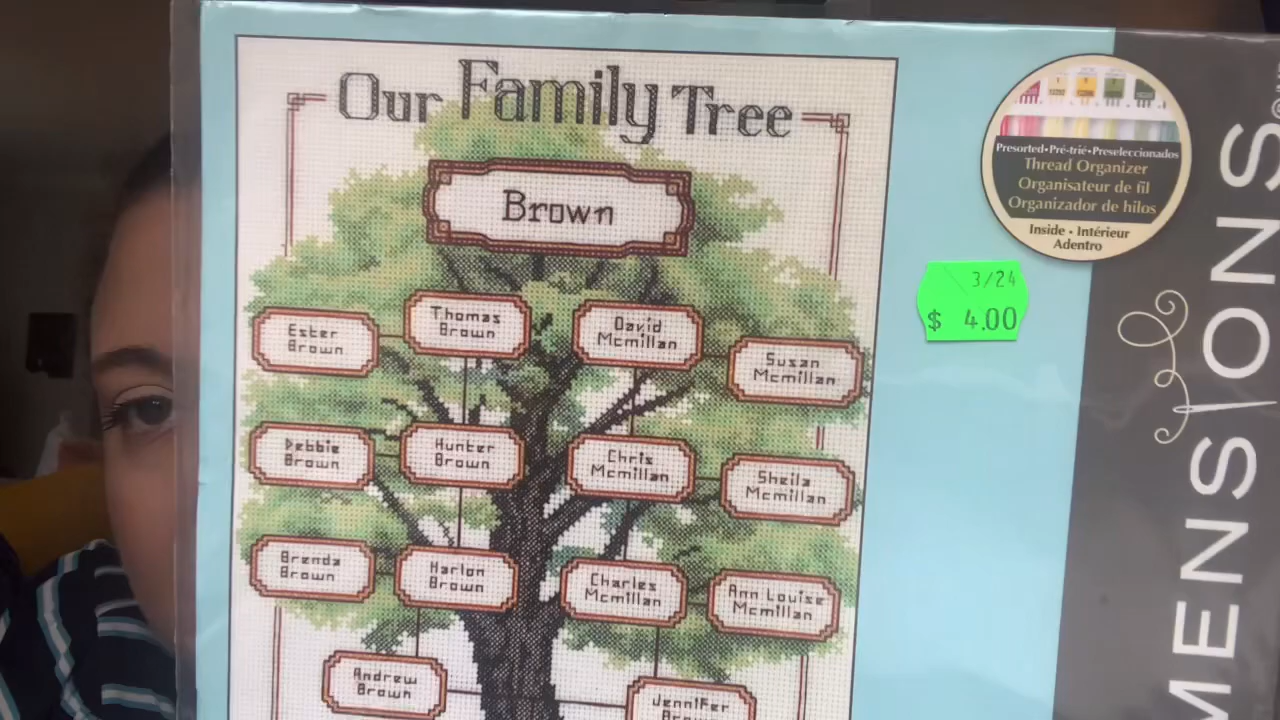 Our Family Tree
Brown
Ester
Brown
Thomas
Brown
David
Mcmillan
Susan
Mcmillan
Debbie
Brown
Hunter
Brown
Chris
Mcmillan
Sheila
Mcmillan
Brenda
Brown
Harlon
Brown
Charles
Mcmillan
Ann Louise
Mcmillan
Andrew
Brown
Jennifer
Brown
Presorted•Pré-trié•Preseleccionados
Thread Organizer
Organisateur de fil
Organizador de hilos
Inside • Intérieur
Adentro
3/24
$ 4.00
MENSIONS